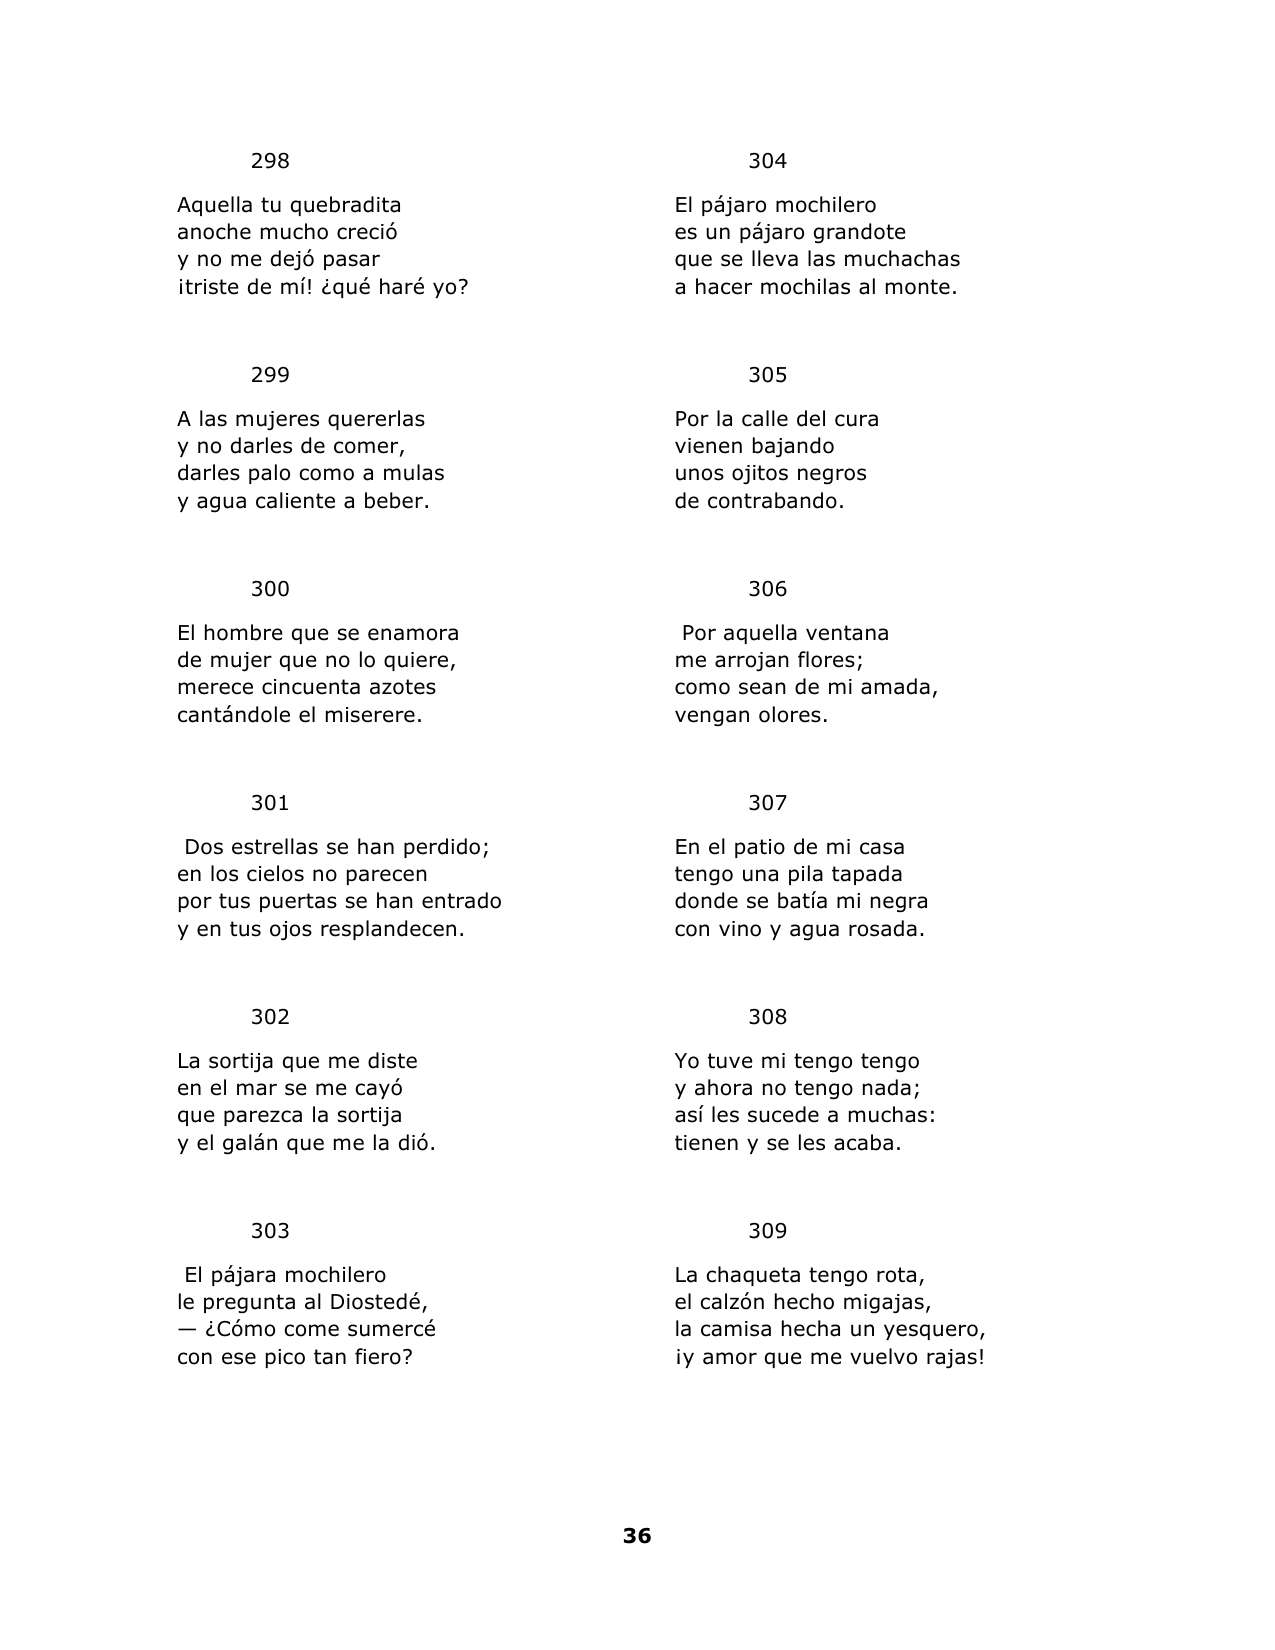 298
Aquella tu quebradita
anoche mucho creció
y no me dejó pasar
¡triste de mí! ¿qué haré yo?
299
A las mujeres quererlas
y no darles de comer,
darles palo como a mulas
y agua caliente a beber.
300
El hombre que se enamora
de mujer que no lo quiere,
merece cincuenta azotes
cantándole el miserere.
301
Dos estrellas se han perdido;
en los cielos no parecen
por tus puertas se han entrado
y en tus ojos resplandecen.
302
La sortija que me diste
en el mar se me cayó
que parezca la sortija
y el galán que me la dió.
303
El pájara mochilero
le pregunta al Diostedé,
— ¿Cómo come sumercé
con ese pico tan fiero?
304
El pájaro mochilero
es un pájaro grandote
que se lleva las muchachas
a hacer mochilas al monte.
305
Por la calle del cura
vienen bajando
unos ojitos negros
de contrabando.
306
Por aquella ventana
me arrojan flores;
como sean de mi amada,
vengan olores.
307
En el patio de mi casa
tengo una pila tapada
donde se batía mi negra
con vino y agua rosada.
308
Yo tuve mi tengo tengo
y ahora no tengo nada;
así les sucede a muchas:
tienen y se les acaba.
309
La chaqueta tengo rota,
el calzón hecho migajas,
la camisa hecha un yesquero,
¡y amor que me vuelvo rajas!
36